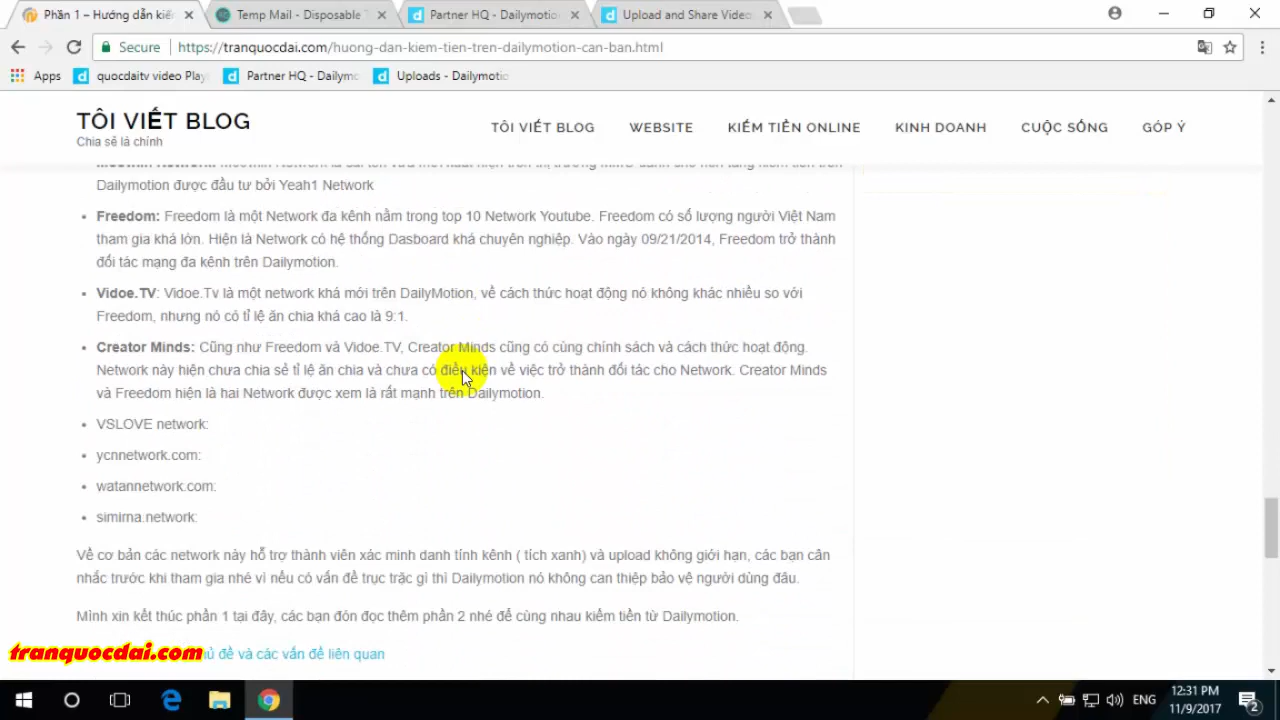 Phần 1 – Hướng dẫn kiế
Temp Mail - Disposable
Partner HQ - Dailymotio
Upload and Share Video
Secure
https://tranquocdai.com/huong-dan-kiem-tien-tren-dailymotion-can-ban.html
Apps
quocdaitv video Play
Partner HQ - Dailymo
Uploads - Dailymotio
TÔI VIẾT BLOG
Chia sẽ là chính
TÔI VIẾT BLOG
WEBSITE
KIẾM TIỀN ONLINE
KINH DOANH
CUỘC SỐNG
GÓP Ý
Dailymotion được đầu tư bởi Yeah1 Network
Freedom: Freedom là một Network đa kênh nằm trong top 10 Network Youtube. Freedom có số lượng người Việt Nam
tham gia khá lớn. Hiện là Network có hệ thống Dasboard khá chuyên nghiệp. Vào ngày 09/21/2014, Freedom trở thành
đối tác mạng đa kênh trên Dailymotion.
Vidoe.TV: Vidoe.Tv là một network khá mới trên DailyMotion, về cách thức hoạt động nó không khác nhiều so với
Freedom, nhưng nó có tỉ lệ ăn chia khá cao là 9:1.
Creator Minds: Cũng như Freedom và Vidoe.TV, Creator Minds cũng có cùng chính sách và cách thức hoạt động.
Network này hiện chưa chia sẻ tỉ lệ ăn chia và chưa có điều kiện về việc trở thành đối tác cho Network. Creator Minds
và Freedom hiện là hai Network được xem là rất mạnh trên Dailymotion.
VSLOVE network:
ycnnetwork.com:
watannetwork.com:
simirna.network:
Về cơ bản các network này hỗ trợ thành viên xác minh danh tính kênh ( tích xanh) và upload không giới hạn, các bạn cân
nhắc trước khi tham gia nhé vì nếu có vấn đề trục trặc gì thì Dailymotion nó không can thiệp bảo vệ người dùng đâu.
Mình xin kết thúc phần 1 tại đây, các bạn đón đọc thêm phần 2 nhé để cùng nhau kiếm tiền từ Dailymotion.
tranquocdai.com
hủ đề và các vấn đề liên quan
ENG
12:31 PM
11/9/2017
2